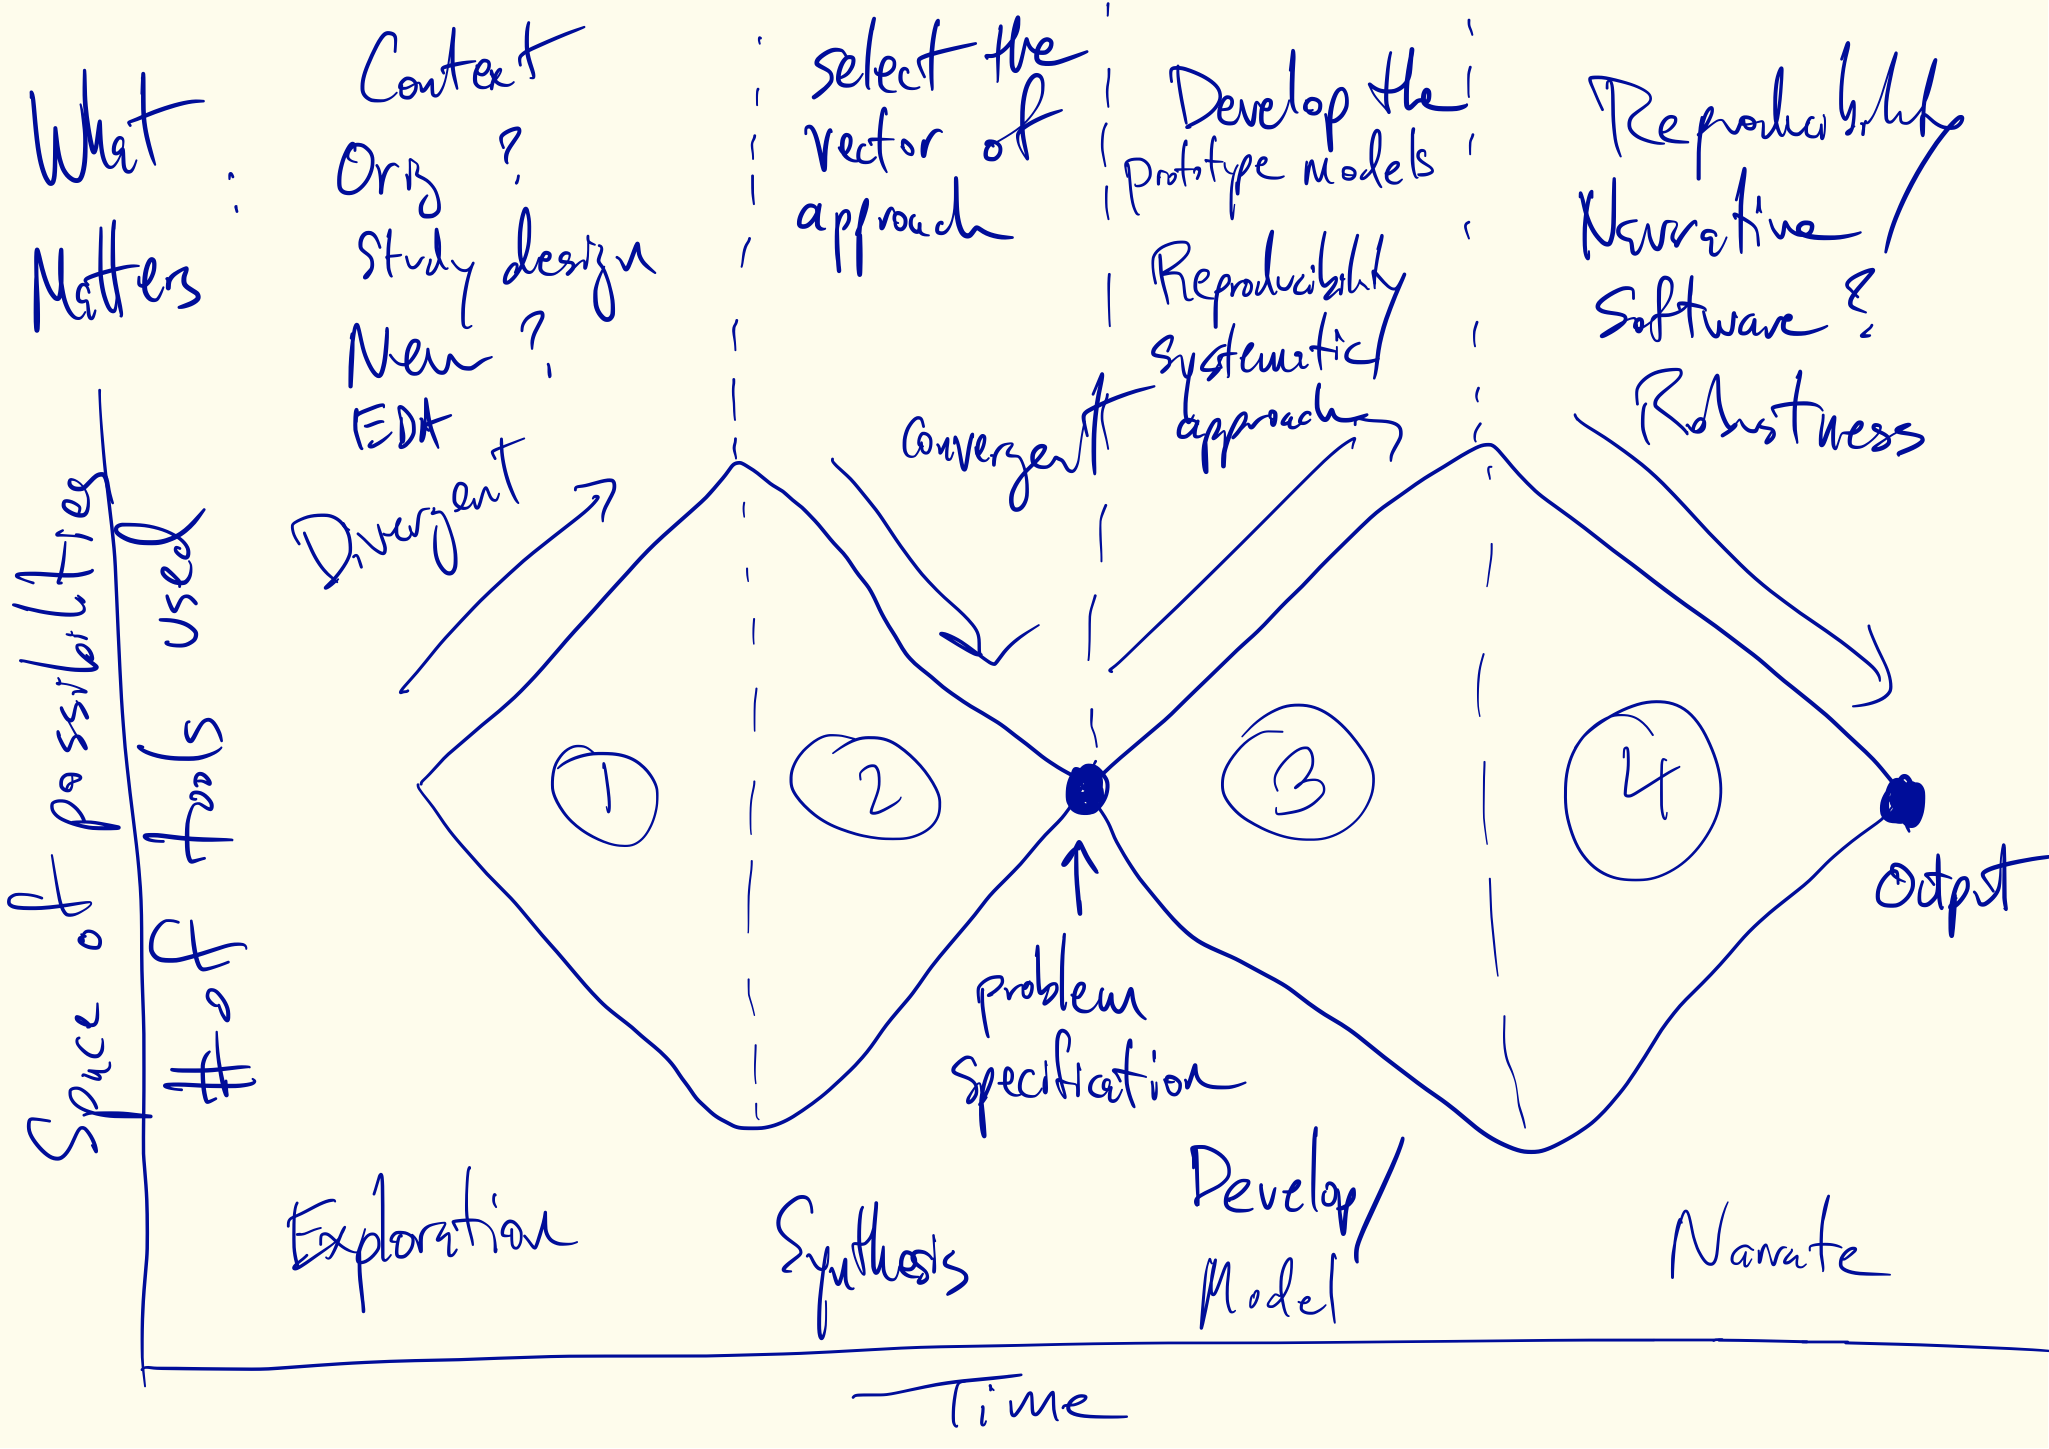 What
Matters :
Context
Orig ?
Study design
New ?
EDA
select the
vector of
approach
Develop the
prototype models
Reproducibility
systematic
approach
Reproducibility
Narrative
Software ?
Robustness
Divergent
Convergent
Space of possibilities
# of tools used
1
2
3
4
problem
specification
Output
Exploration
Synthesis
Develop/
Model
Narrate
Time